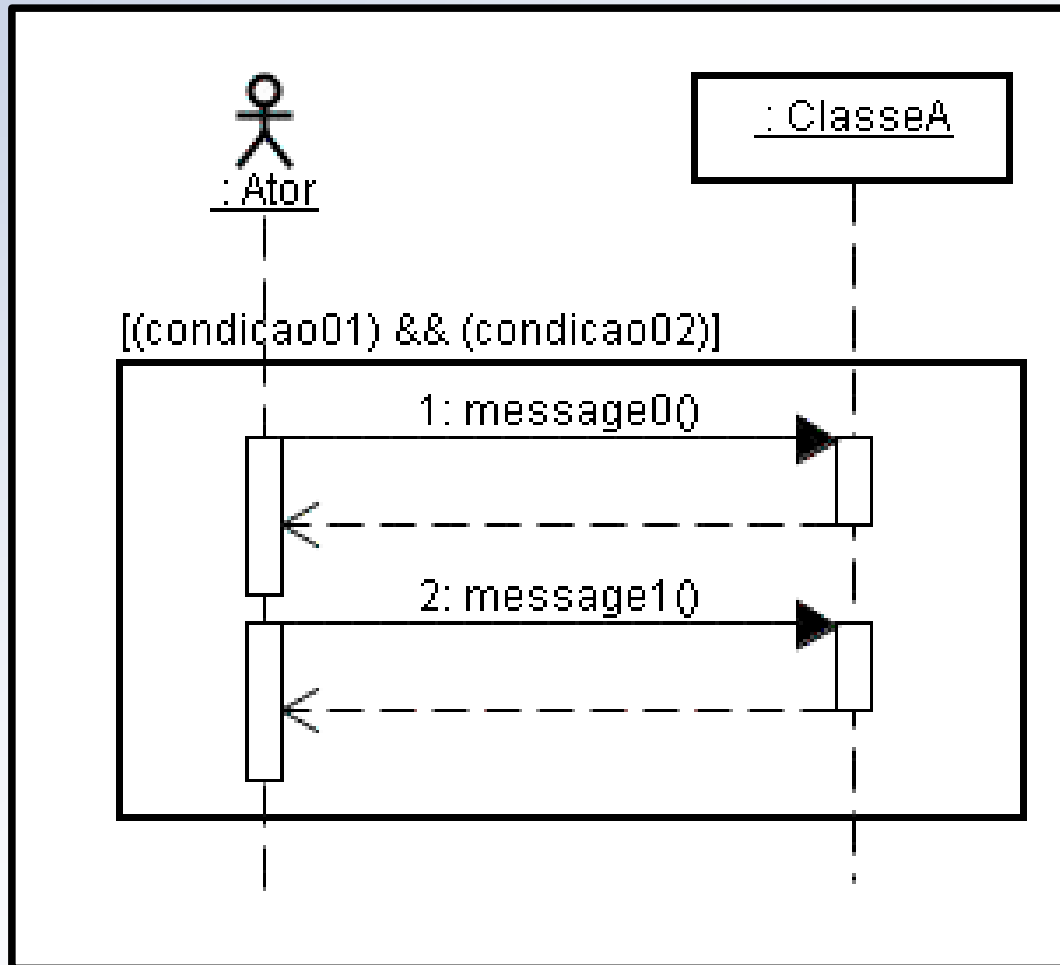 : ClasseA
: Ator
[(condicao01) && (condicao02)]
1: message0()
2: message1()